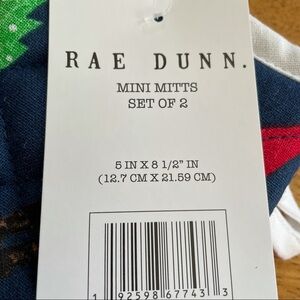 RAE DUNN.
MINI MITTS
SET OF 2
5 IN X 8 1/2" IN
(12.7 CM X 21.59 CM)
1 92598 67743 3